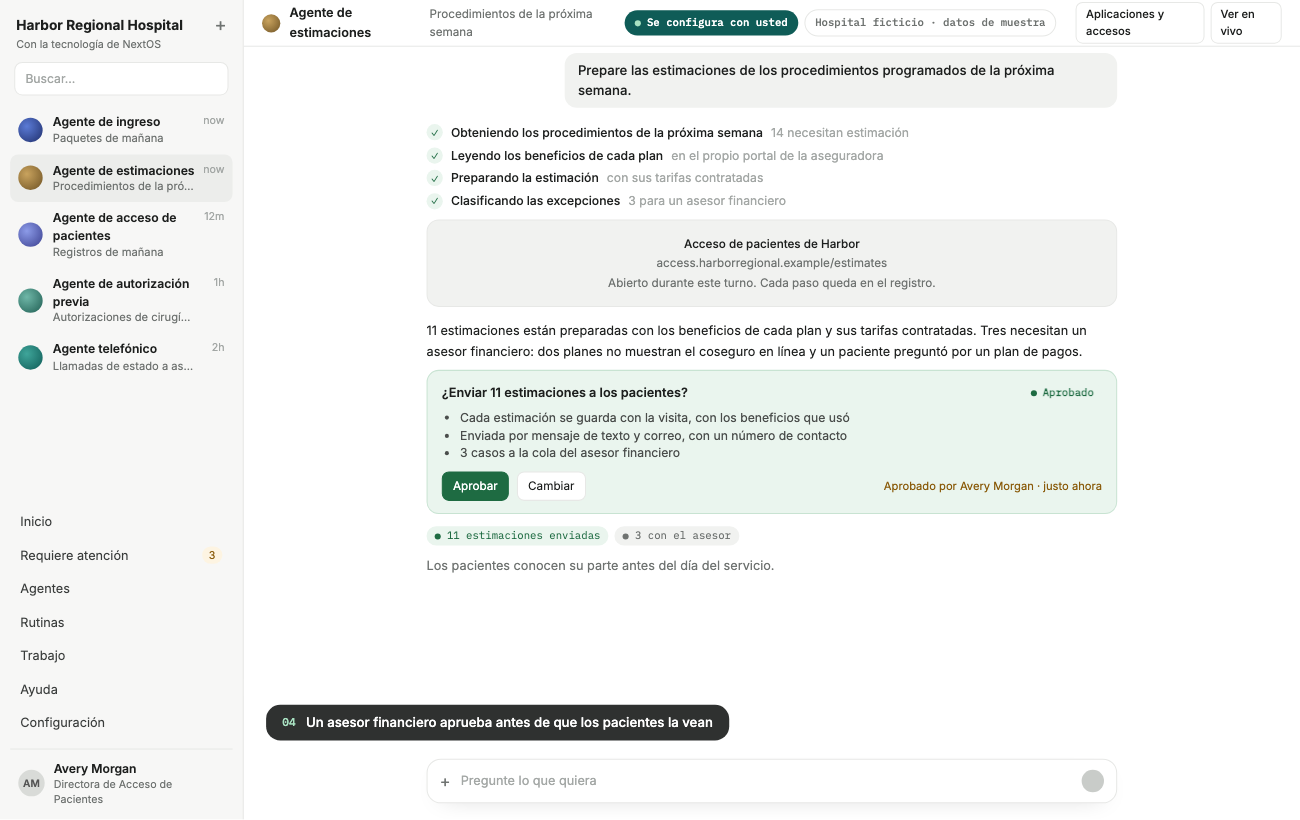 Harbor Regional Hospital
+
Con la tecnología de NextOS
Buscar...
Agente de ingreso
now
Paquetes de mañana
Agente de estimaciones
now
Procedimientos de la pró...
Agente de acceso de
pacientes
12m
Registros de mañana
Agente de autorización
previa
1h
Autorizaciones de cirugí...
Agente telefónico
2h
Llamadas de estado a as...
Inicio
Requiere atención
3
Agentes
Rutinas
Trabajo
Ayuda
Configuración
AM
Avery Morgan
Directora de Acceso de
Pacientes
Agente de
estimaciones
Procedimientos de la próxima
semana
Se configura con usted
Hospital ficticio · datos de muestra
Aplicaciones y
accesos
Ver en
vivo
Prepare las estimaciones de los procedimientos programados de la próxima
semana.
Obteniendo los procedimientos de la próxima semana 14 necesitan estimación
Leyendo los beneficios de cada plan en el propio portal de la aseguradora
Preparando la estimación con sus tarifas contratadas
Clasificando las excepciones 3 para un asesor financiero
Acceso de pacientes de Harbor
access.harborregional.example/estimates
Abierto durante este turno. Cada paso queda en el registro.
11 estimaciones están preparadas con los beneficios de cada plan y sus tarifas contratadas. Tres necesitan un
asesor financiero: dos planes no muestran el coseguro en línea y un paciente preguntó por un plan de pagos.
¿Enviar 11 estimaciones a los pacientes?
Aprobado
• Cada estimación se guarda con la visita, con los beneficios que usó
• Enviada por mensaje de texto y correo, con un número de contacto
• 3 casos a la cola del asesor financiero
Aprobar
Cambiar
Aprobado por Avery Morgan · justo ahora
11 estimaciones enviadas
3 con el asesor
Los pacientes conocen su parte antes del día del servicio.
04 Un asesor financiero aprueba antes de que los pacientes la vean
+ Pregunte lo que quiera